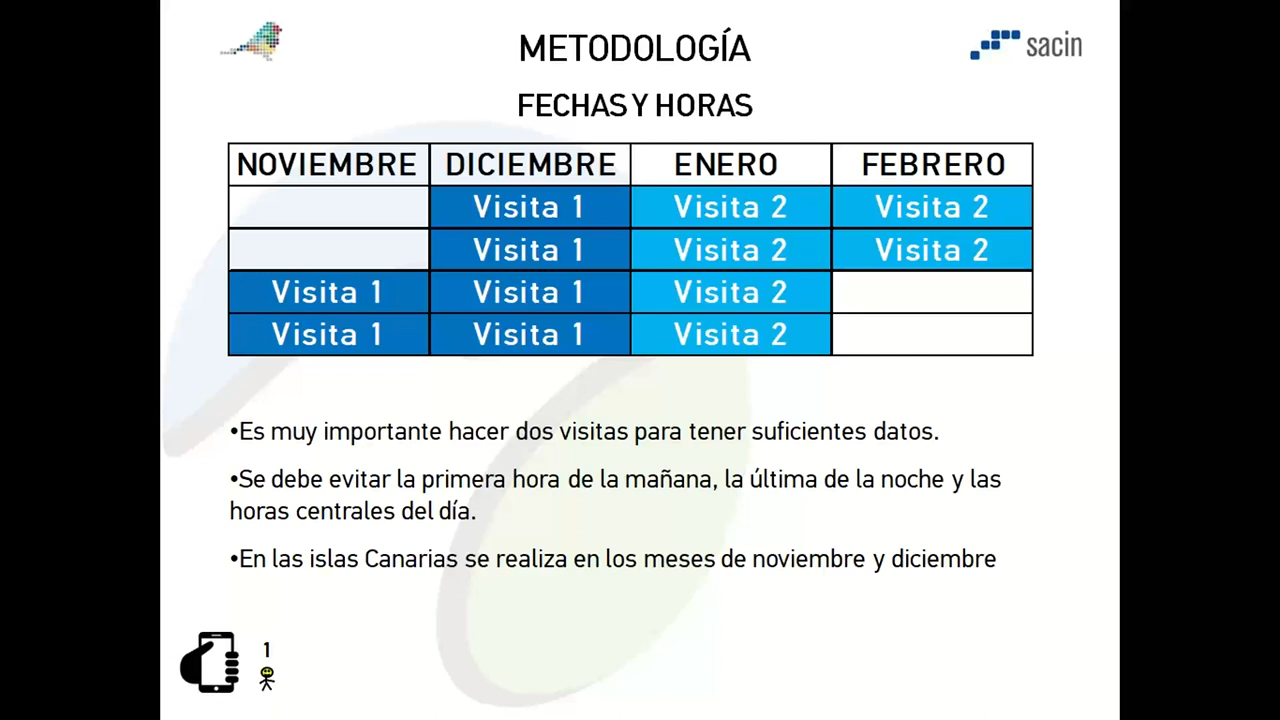 METODOLOGÍA
sacin
FECHAS Y HORAS
NOVIEMBRE DICIEMBRE ENERO FEBRERO
Visita 1 Visita 2 Visita 2
Visita 1 Visita 2 Visita 2
Visita 1 Visita 1 Visita 2
Visita 1 Visita 1 Visita 2
•Es muy importante hacer dos visitas para tener suficientes datos.
•Se debe evitar la primera hora de la mañana, la última de la noche y las
horas centrales del día.
•En las islas Canarias se realiza en los meses de noviembre y diciembre
1